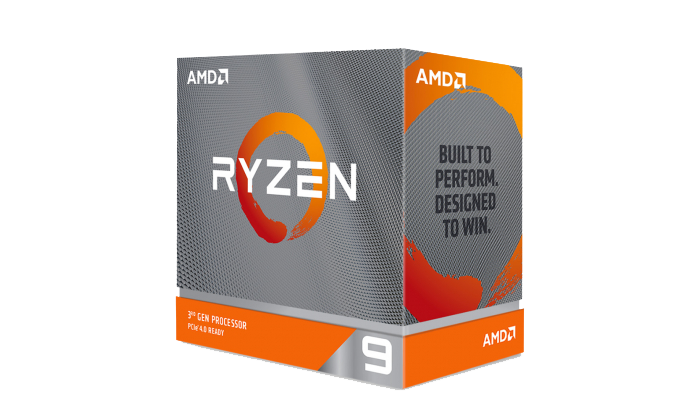 AMD
RYZEN
3RD GEN PROCESSOR
PCIe® 4.0 READY
9
AMD
BUILT TO
PERFORM.
DESIGNED
TO WIN.
AMD